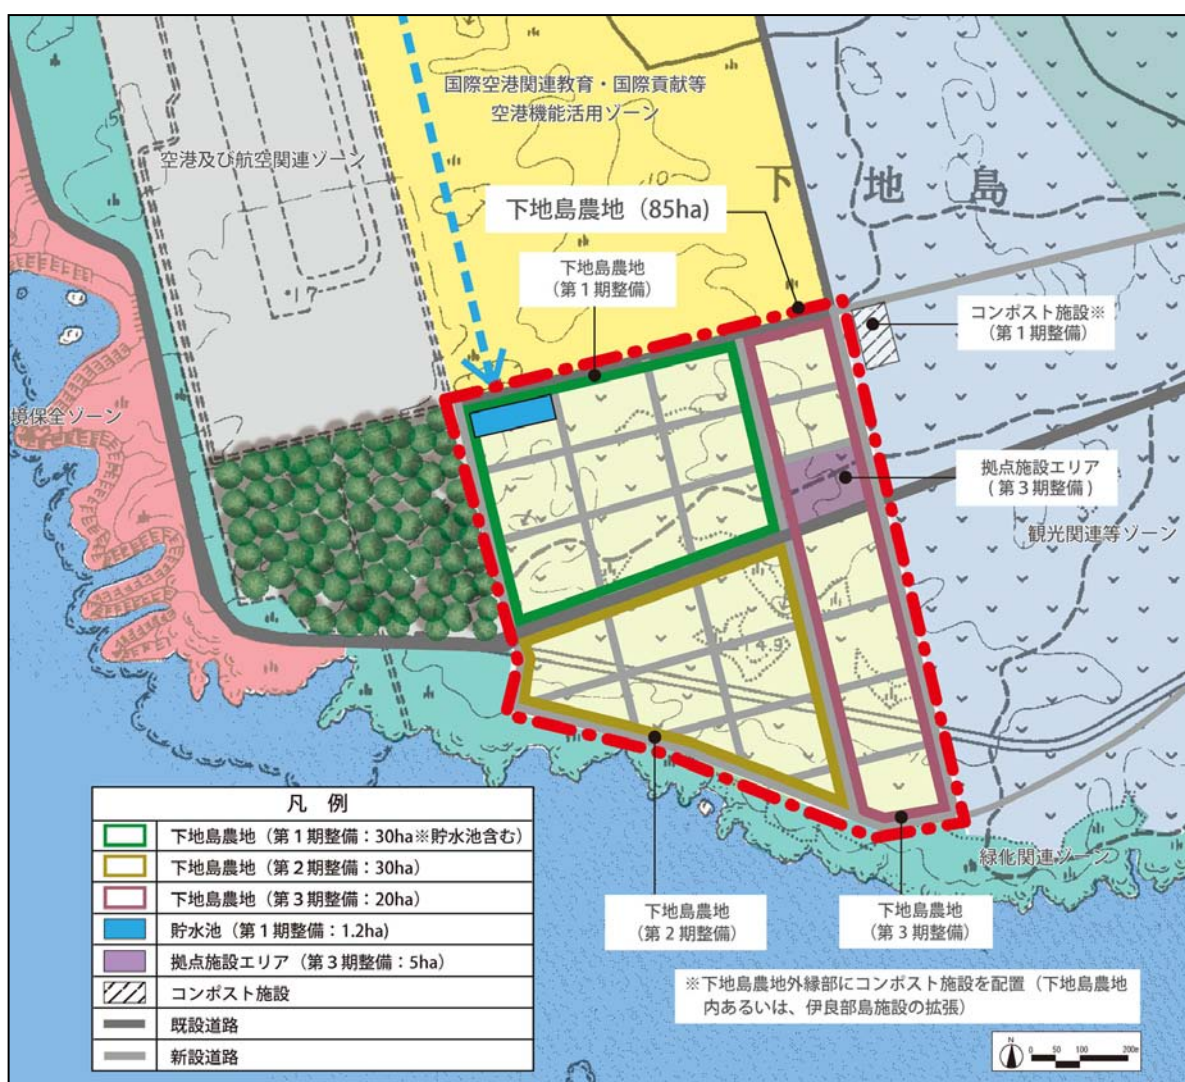 国際空港関連教育・国際貢献等
空港機能活用ゾーン
空港及び航空関連ゾーン
下地島
10
17
下地島農地（85ha）
下地島農地
（第１期整備）
コンポスト施設※
（第１期整備）
境保全ゾーン
拠点施設エリア
（第３期整備）
観光関連等ゾーン
14.9
緑化関連ゾーン
下地島農地
（第２期整備）
下地島農地
（第３期整備）
※下地島農地外縁部にコンポスト施設を配置（下地島農地
内あるいは、伊良部島施設の拡張）
凡 例
下地島農地（第１期整備：30ha※貯水池含む）
下地島農地（第２期整備：30ha）
下地島農地（第３期整備：20ha）
貯水池（第１期整備：1.2ha）
拠点施設エリア（第３期整備：5ha）
コンポスト施設
既設道路
新設道路
N
0 50 100 200m